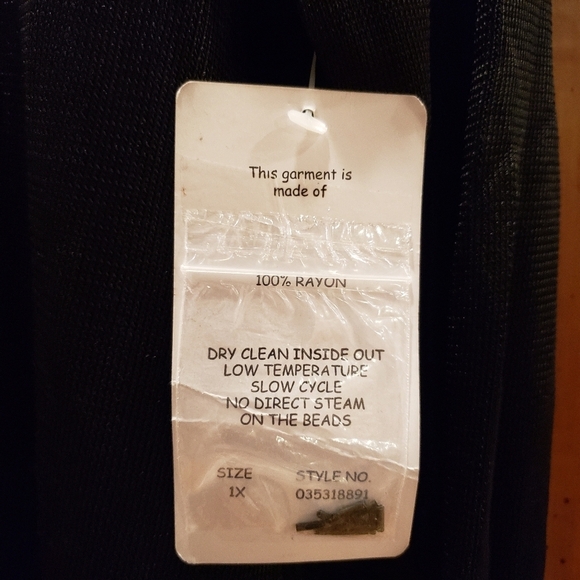 This garment is
made of
100% RAYON
DRY CLEAN INSIDE OUT
LOW TEMPERATURE
SLOW CYCLE
NO DIRECT STEAM
ON THE BEADS
SIZE STYLE NO.
1X 035318891